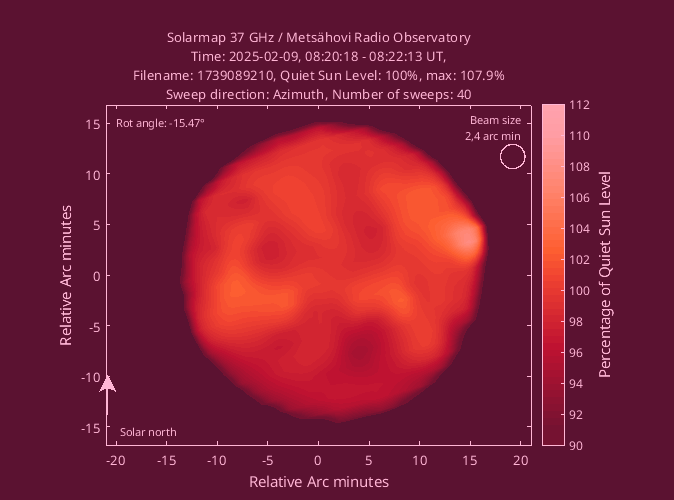 Solarmap 37 GHz / Metsähovi Radio Observatory
Time: 2025-02-09, 08:20:18 - 08:22:13 UT,
Filename: 1739089210, Quiet Sun Level: 100%, max: 107.9%
Sweep direction: Azimuth, Number of sweeps: 40
Rot angle: -15.47°
Beam size
2,4 arc min
15
10
5
0
-5
-10
-15
Relative Arc minutes
Solar north
-20 -15 -10 -5 0 5 10 15 20
Relative Arc minutes
112
110
108
106
104
102
100
98
96
94
92
90
Percentage of Quiet Sun Level